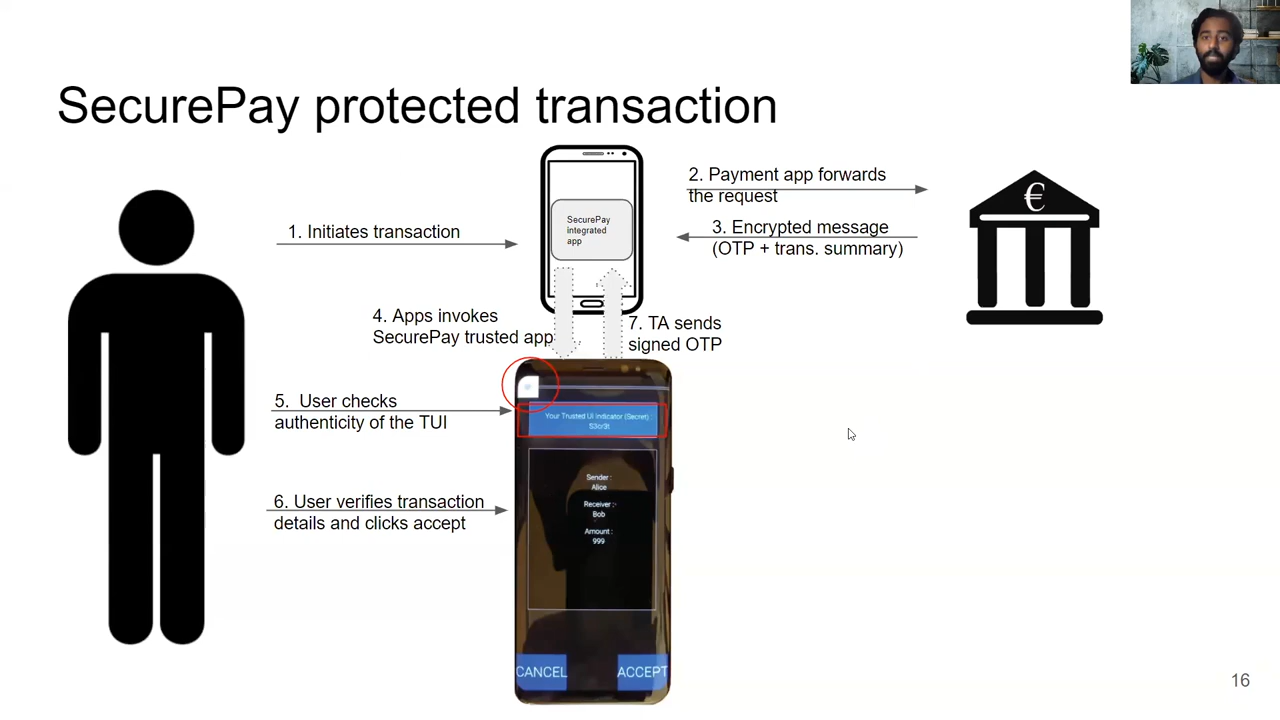 SecurePay protected transaction
1. Initiates transaction
SecurePay
integrated
app
2. Payment app forwards
the request
3. Encrypted message
(OTP + trans. summary)
€
4. Apps invokes
SecurePay trusted app
7. TA sends
signed OTP
5. User checks
authenticity of the TUI
Your Trusted UI Indicator (Secret)
S3cr3t
6. User verifies transaction
details and clicks accept
Sender :
Alice
Receiver :
Bob
Amount :
999
CANCEL
ACCEPT
16